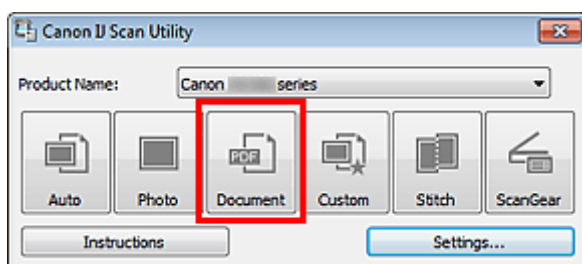 Canon IJ Scan Utility
Product Name: Canon series
PDF
Auto Photo Document Custom Stitch ScanGear
Instructions Settings...